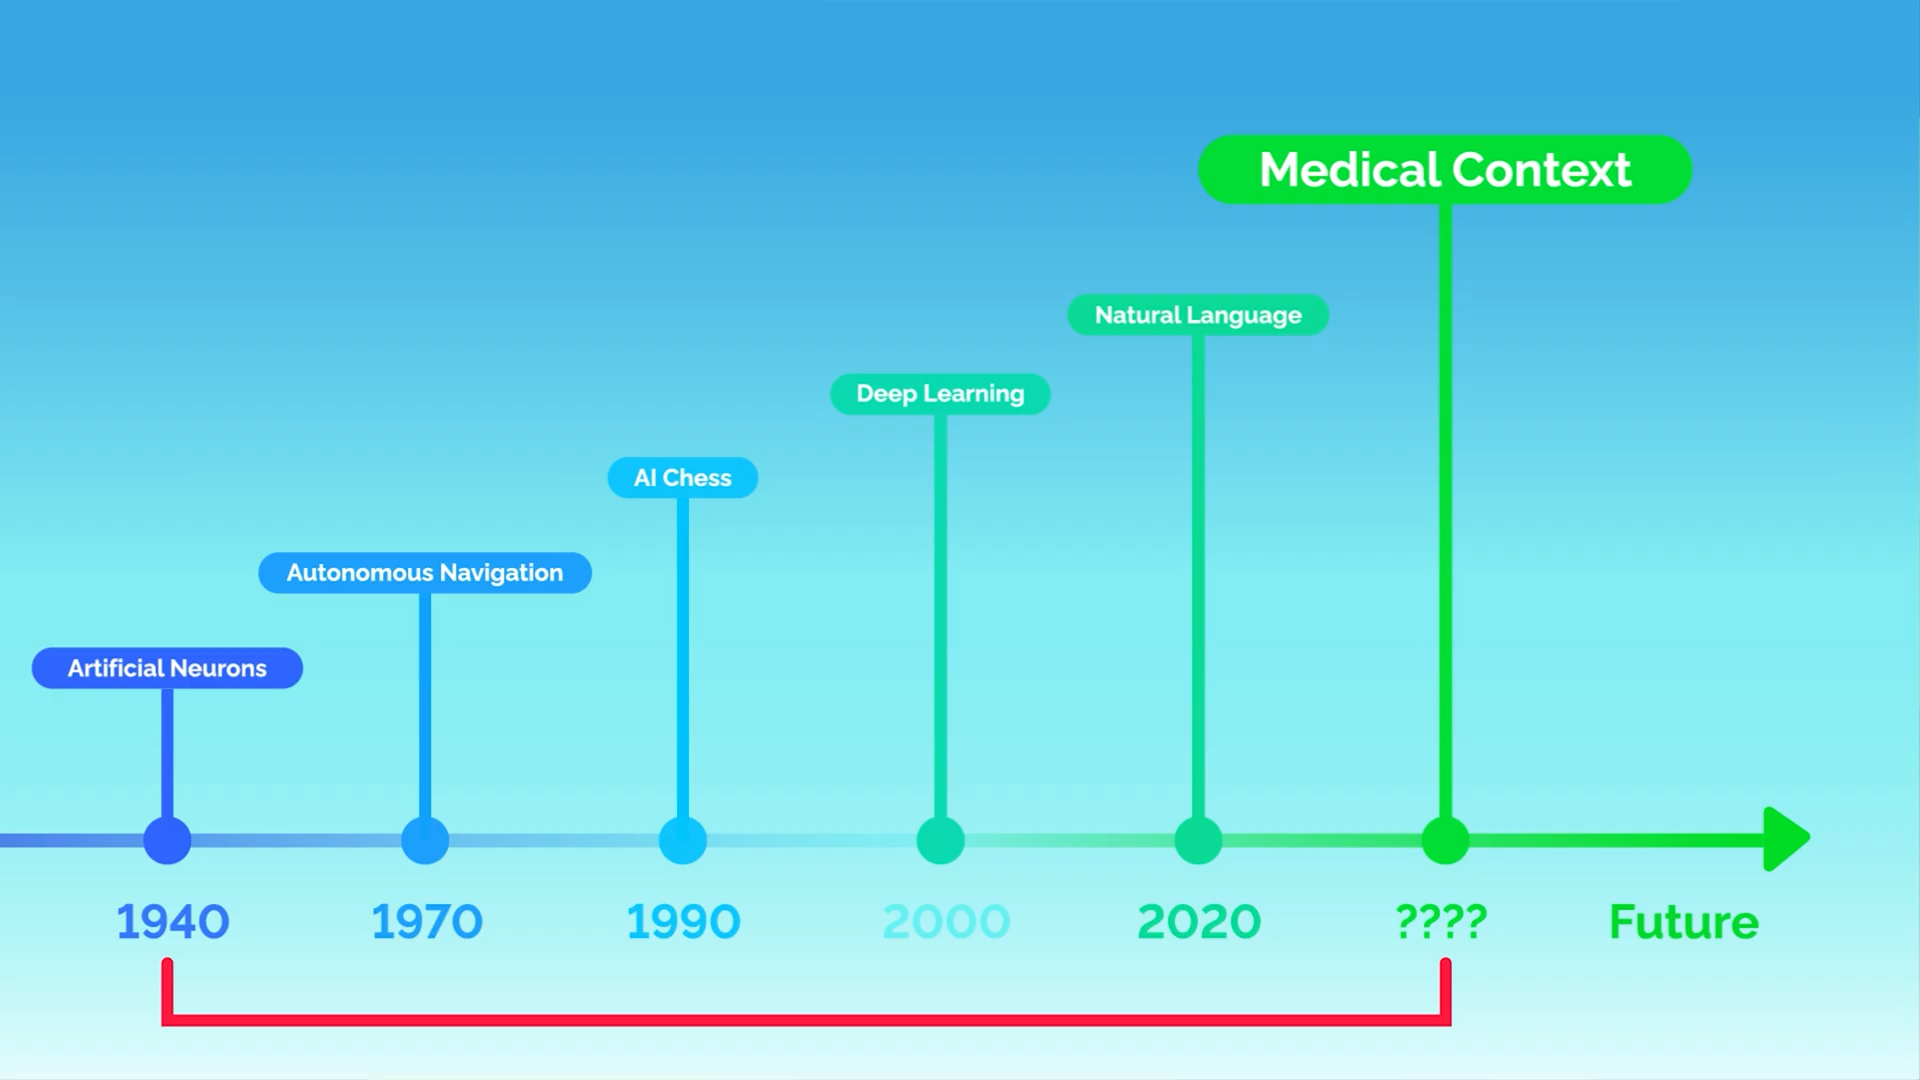 Medical Context
Natural Language
Deep Learning
AI Chess
Autonomous Navigation
Artificial Neurons
1940 1970 1990 2000 2020 ???? Future